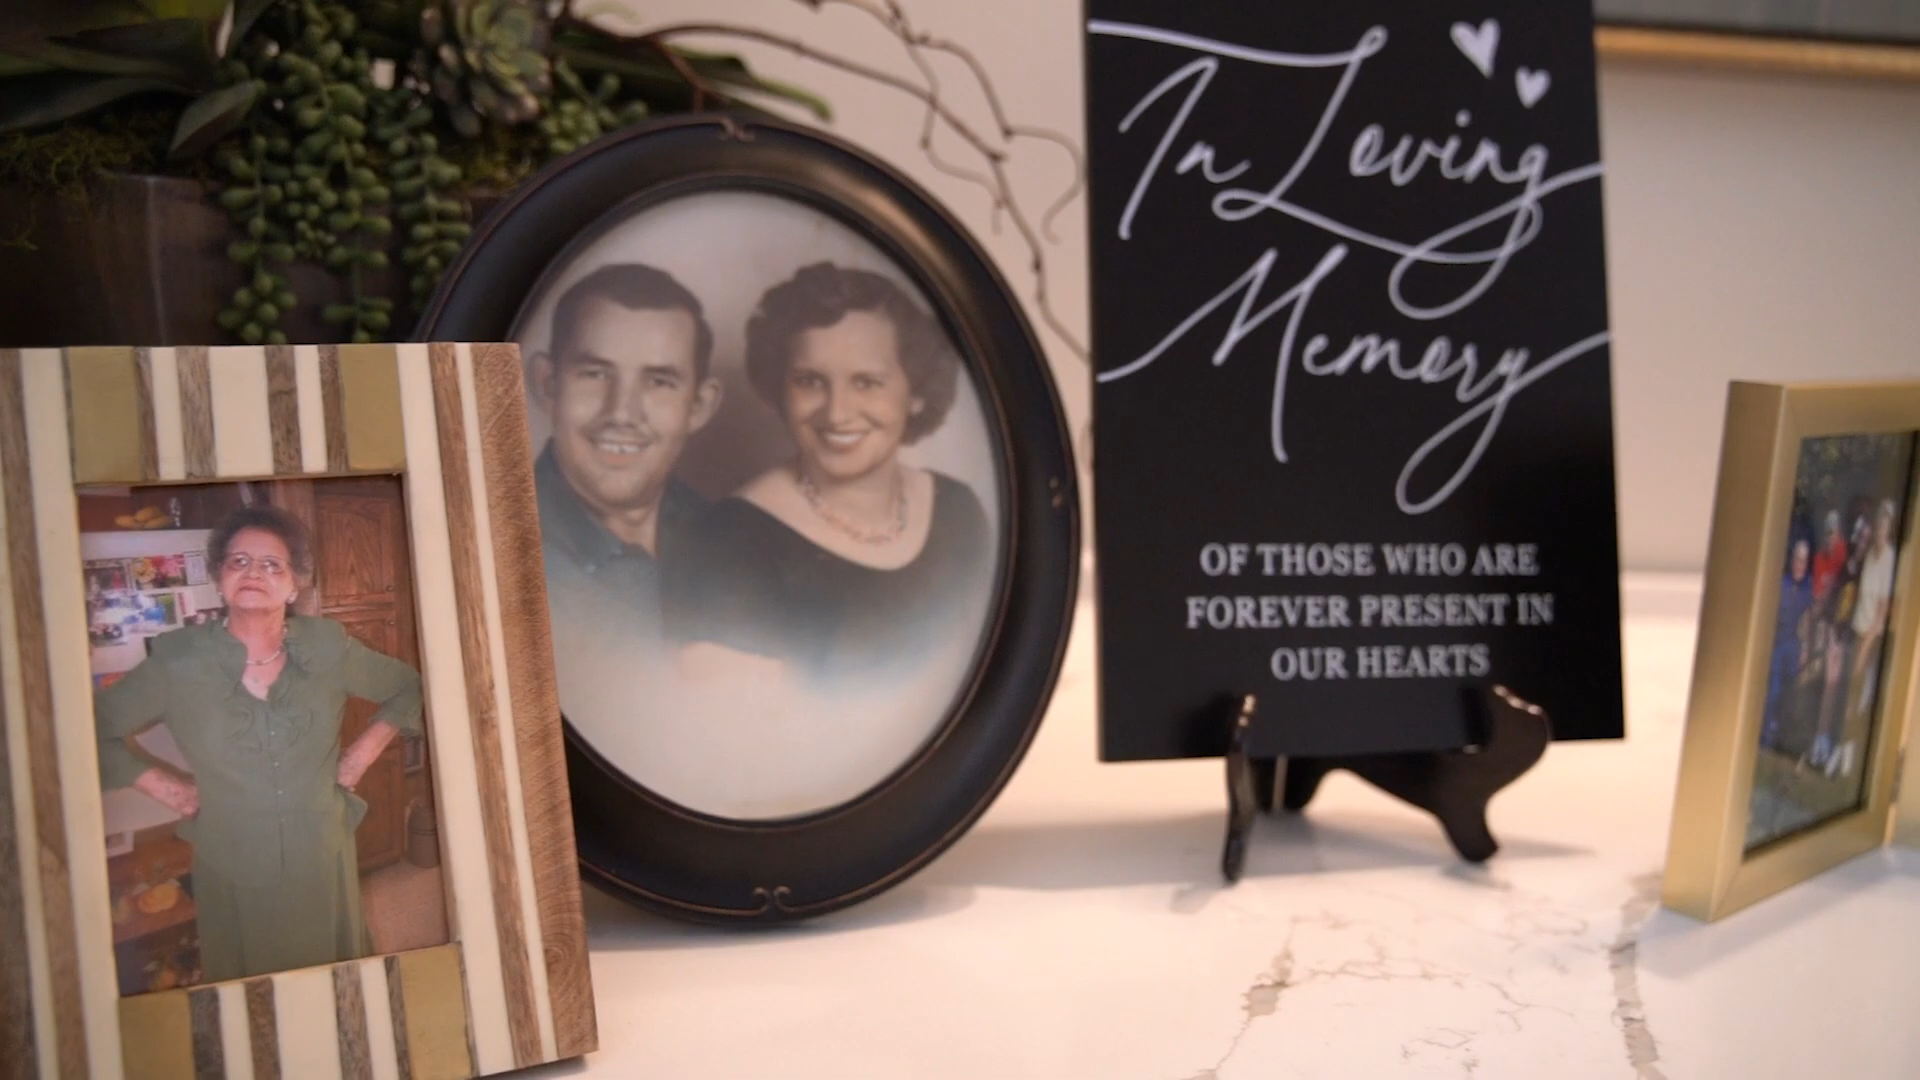 In Loving
Memory
OF THOSE WHO ARE
FOREVER PRESENT IN
OUR HEARTS